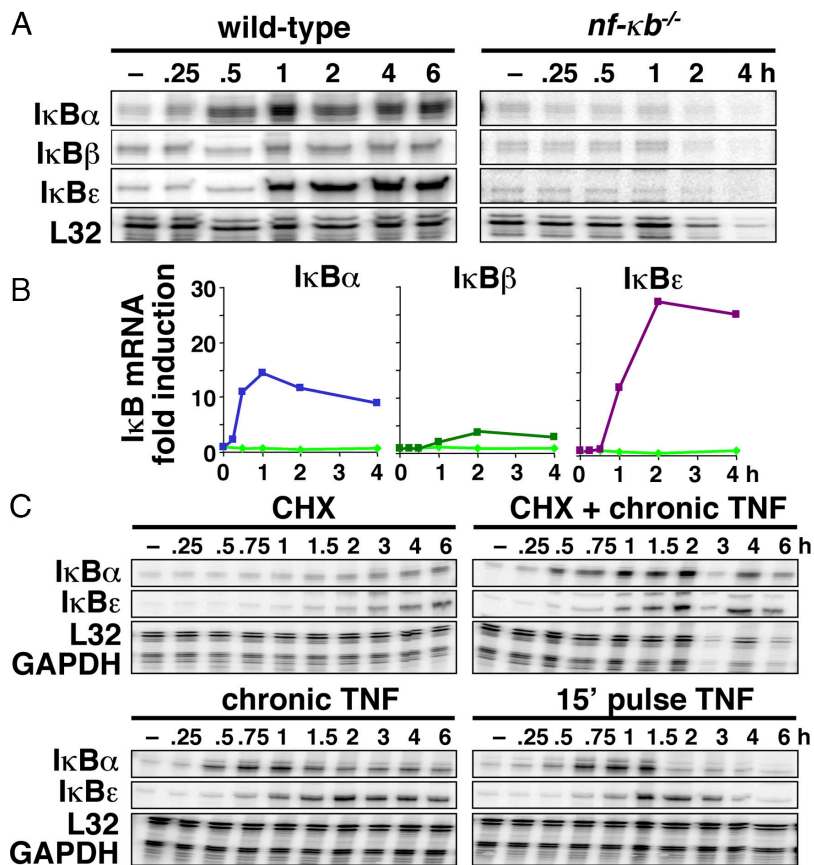 A
wild-type nf-κb-/-
– .25 .5 1 2 4 6 – .25 .5 1 2 4 h
IκBα
IκBβ
IκBε
L32
B
IκBα IκBβ IκBε
IκB mRNA
fold induction
30
20
10
0
0 1 2 3 4 0 1 2 3 4 0 1 2 3 4 h
C
CHX CHX + chronic TNF
– .25 .5 .75 1 1.5 2 3 4 6 – .25 .5 .75 1 1.5 2 3 4 6 h
IκBα
IκBε
L32
GAPDH
chronic TNF 15' pulse TNF
– .25 .5 .75 1 1.5 2 3 4 6 – .25 .5 .75 1 1.5 2 3 4 6 h
IκBα
IκBε
L32
GAPDH